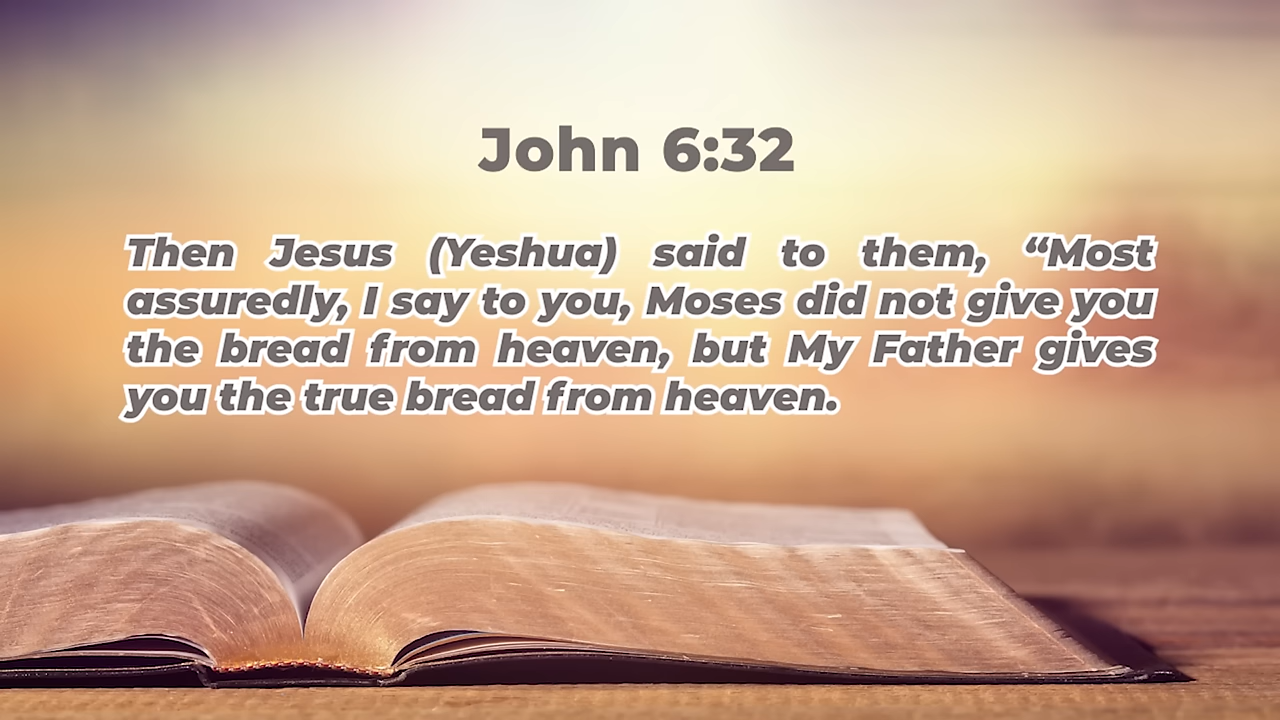 John 6:32
Then Jesus (Yeshua) said to them, “Most
assuredly, I say to you, Moses did not give you
the bread from heaven, but My Father gives
you the true bread from heaven.